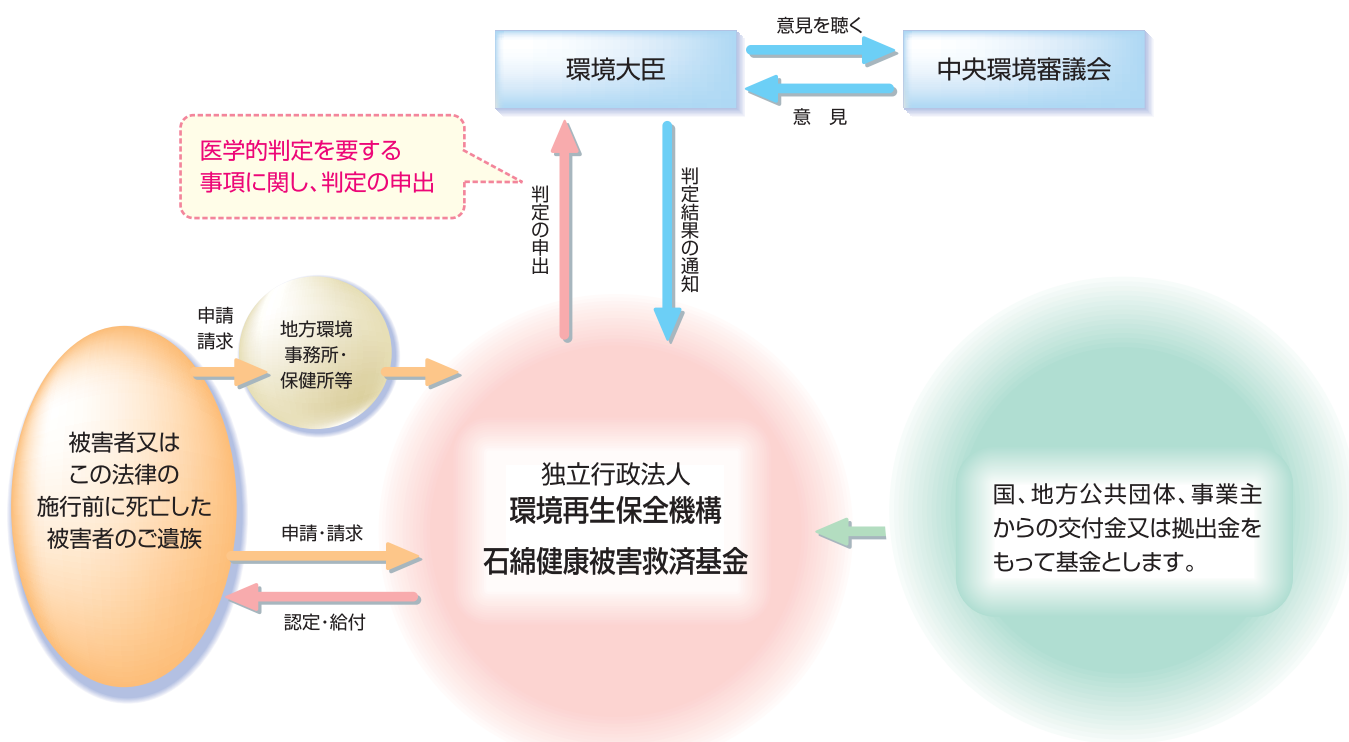 意見を聴く
環境大臣
中央環境審議会
意 見
医学的判定を要する
事項に関し、判定の申出
判定の申出
判定結果の通知
申請
請求
地方環境
事務所・
保健所等
被害者又は
この法律の
施行前に死亡した
被害者のご遺族
独立行政法人
環境再生保全機構
石綿健康被害救済基金
申請・請求
認定・給付
国、地方公共団体、事業主
からの交付金又は拠出金を
もって基金とします。